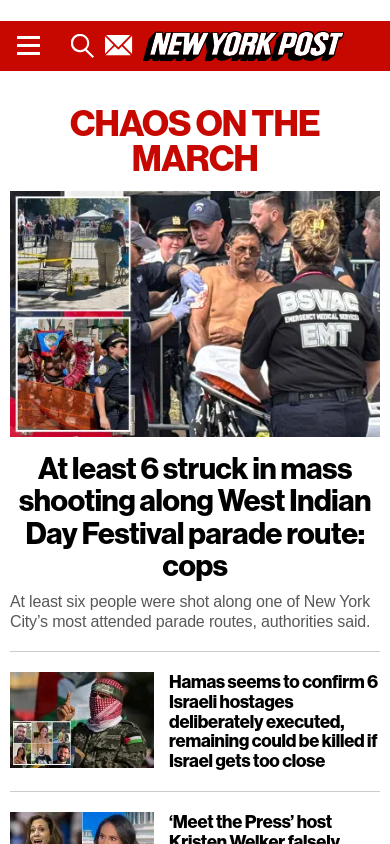 NEW YORK POST
CHAOS ON THE
MARCH
BSVAC
EMERGENCY MEDICAL SERVICES
EMT
At least 6 struck in mass
shooting along West Indian
Day Festival parade route:
cops
At least six people were shot along one of New York
City’s most attended parade routes, authorities said.
Hamas seems to confirm 6
Israeli hostages
deliberately executed,
remaining could be killed if
Israel gets too close
‘Meet the Press’ host
Kristen Welker falsely